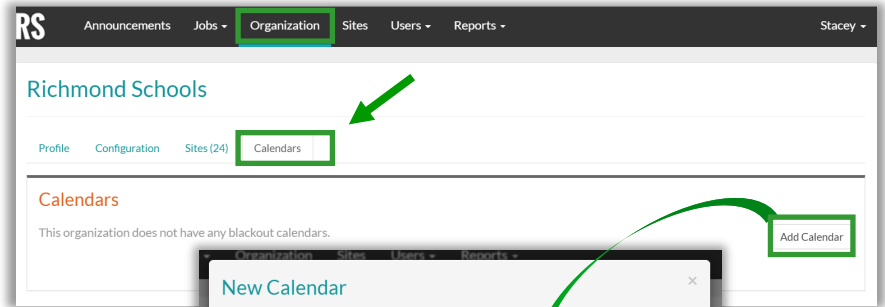 RS Announcements Jobs Organization Sites Users Reports Stacey
Richmond Schools
Profile Configuration Sites (24) Calendars
Calendars
This organization does not have any blackout calendars.
Add Calendar
Organization Sites Users Reports
New Calendar ×